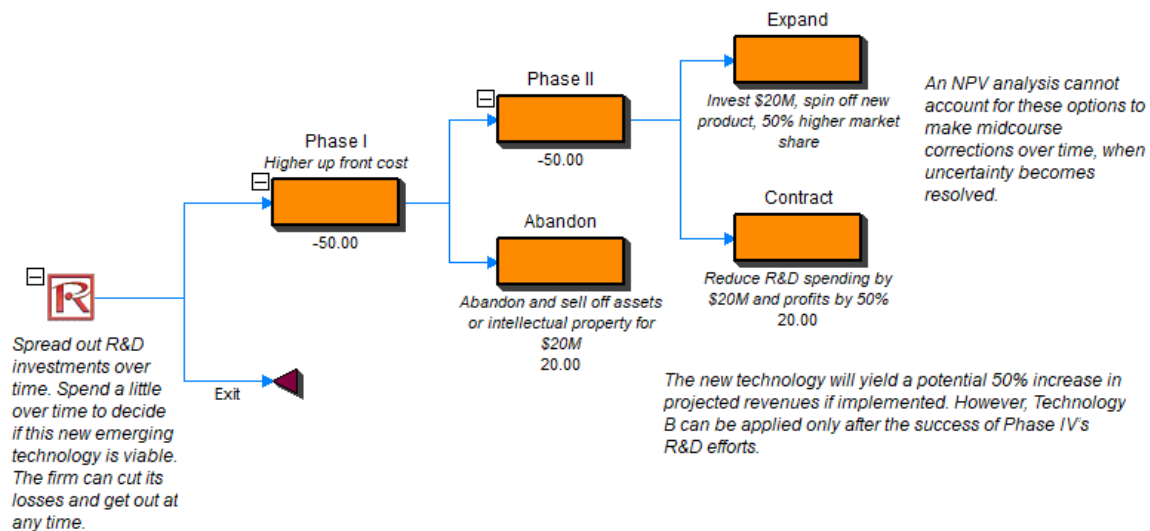 Expand
Invest $20M, spin off new
product, 50% higher market
share
An NPV analysis cannot
account for these options to
make midcourse
corrections over time, when
uncertainty becomes
resolved.
Phase II
-50.00
Phase I
Higher up front cost
-50.00
Contract
Reduce R&D spending by
$20M and profits by 50%
20.00
Abandon
Abandon and sell off assets
or intellectual property for
$20M
20.00
R
Spread out R&D
investments over
time. Spend a little
over time to decide
if this new emerging
technology is viable.
The firm can cut its
losses and get out at
any time.
Exit
The new technology will yield a potential 50% increase in
projected revenues if implemented. However, Technology
B can be applied only after the success of Phase IV's
R&D efforts.